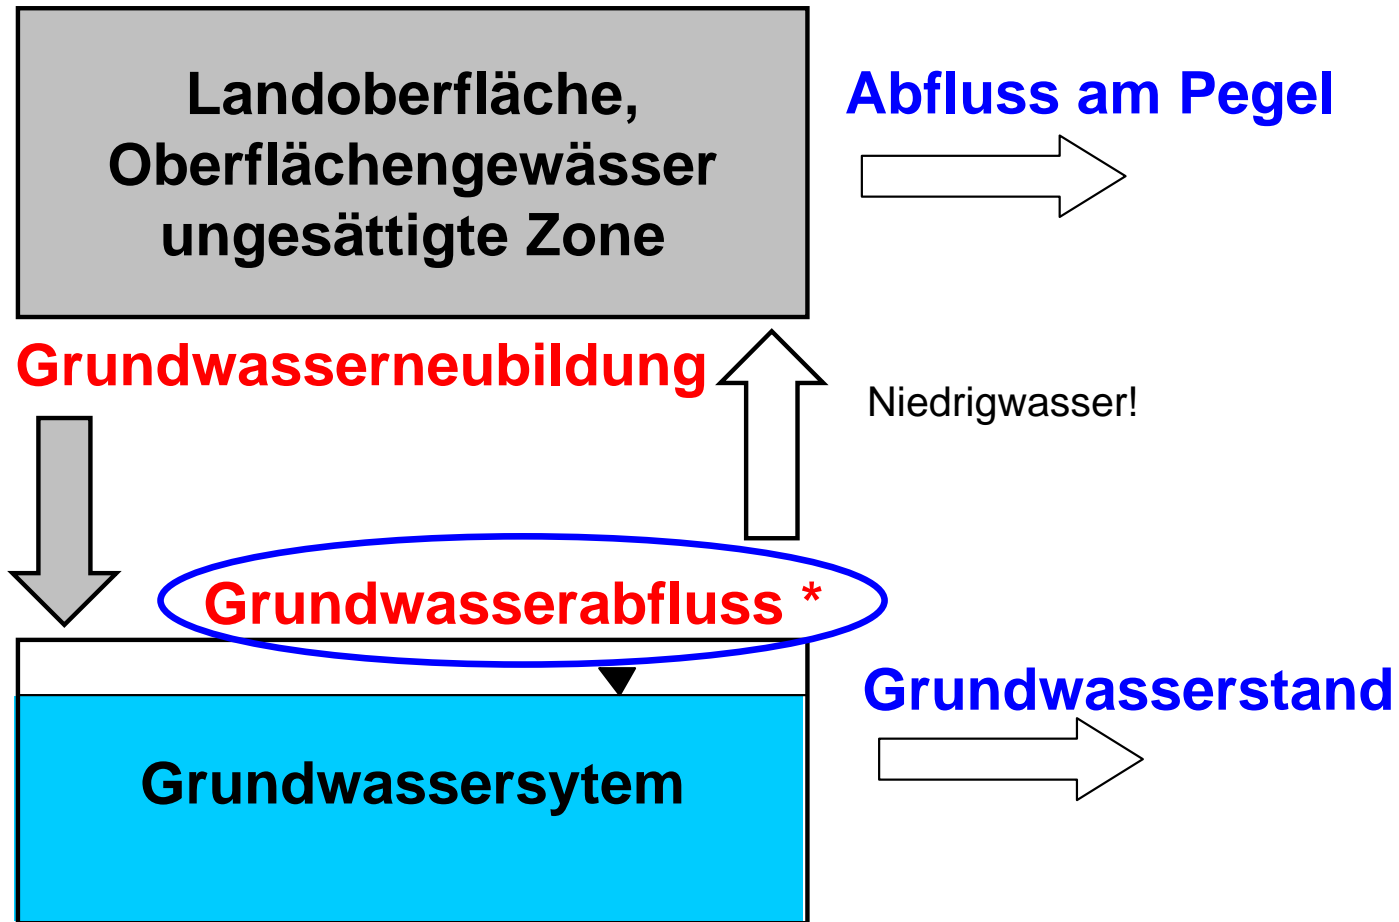 Landoberfläche,
Oberflächengewässer
ungesättigte Zone
Abfluss am Pegel
Grundwasserneubildung
Niedrigwasser!
Grundwasserabfluss *
Grundwasserstand
Grundwassersytem